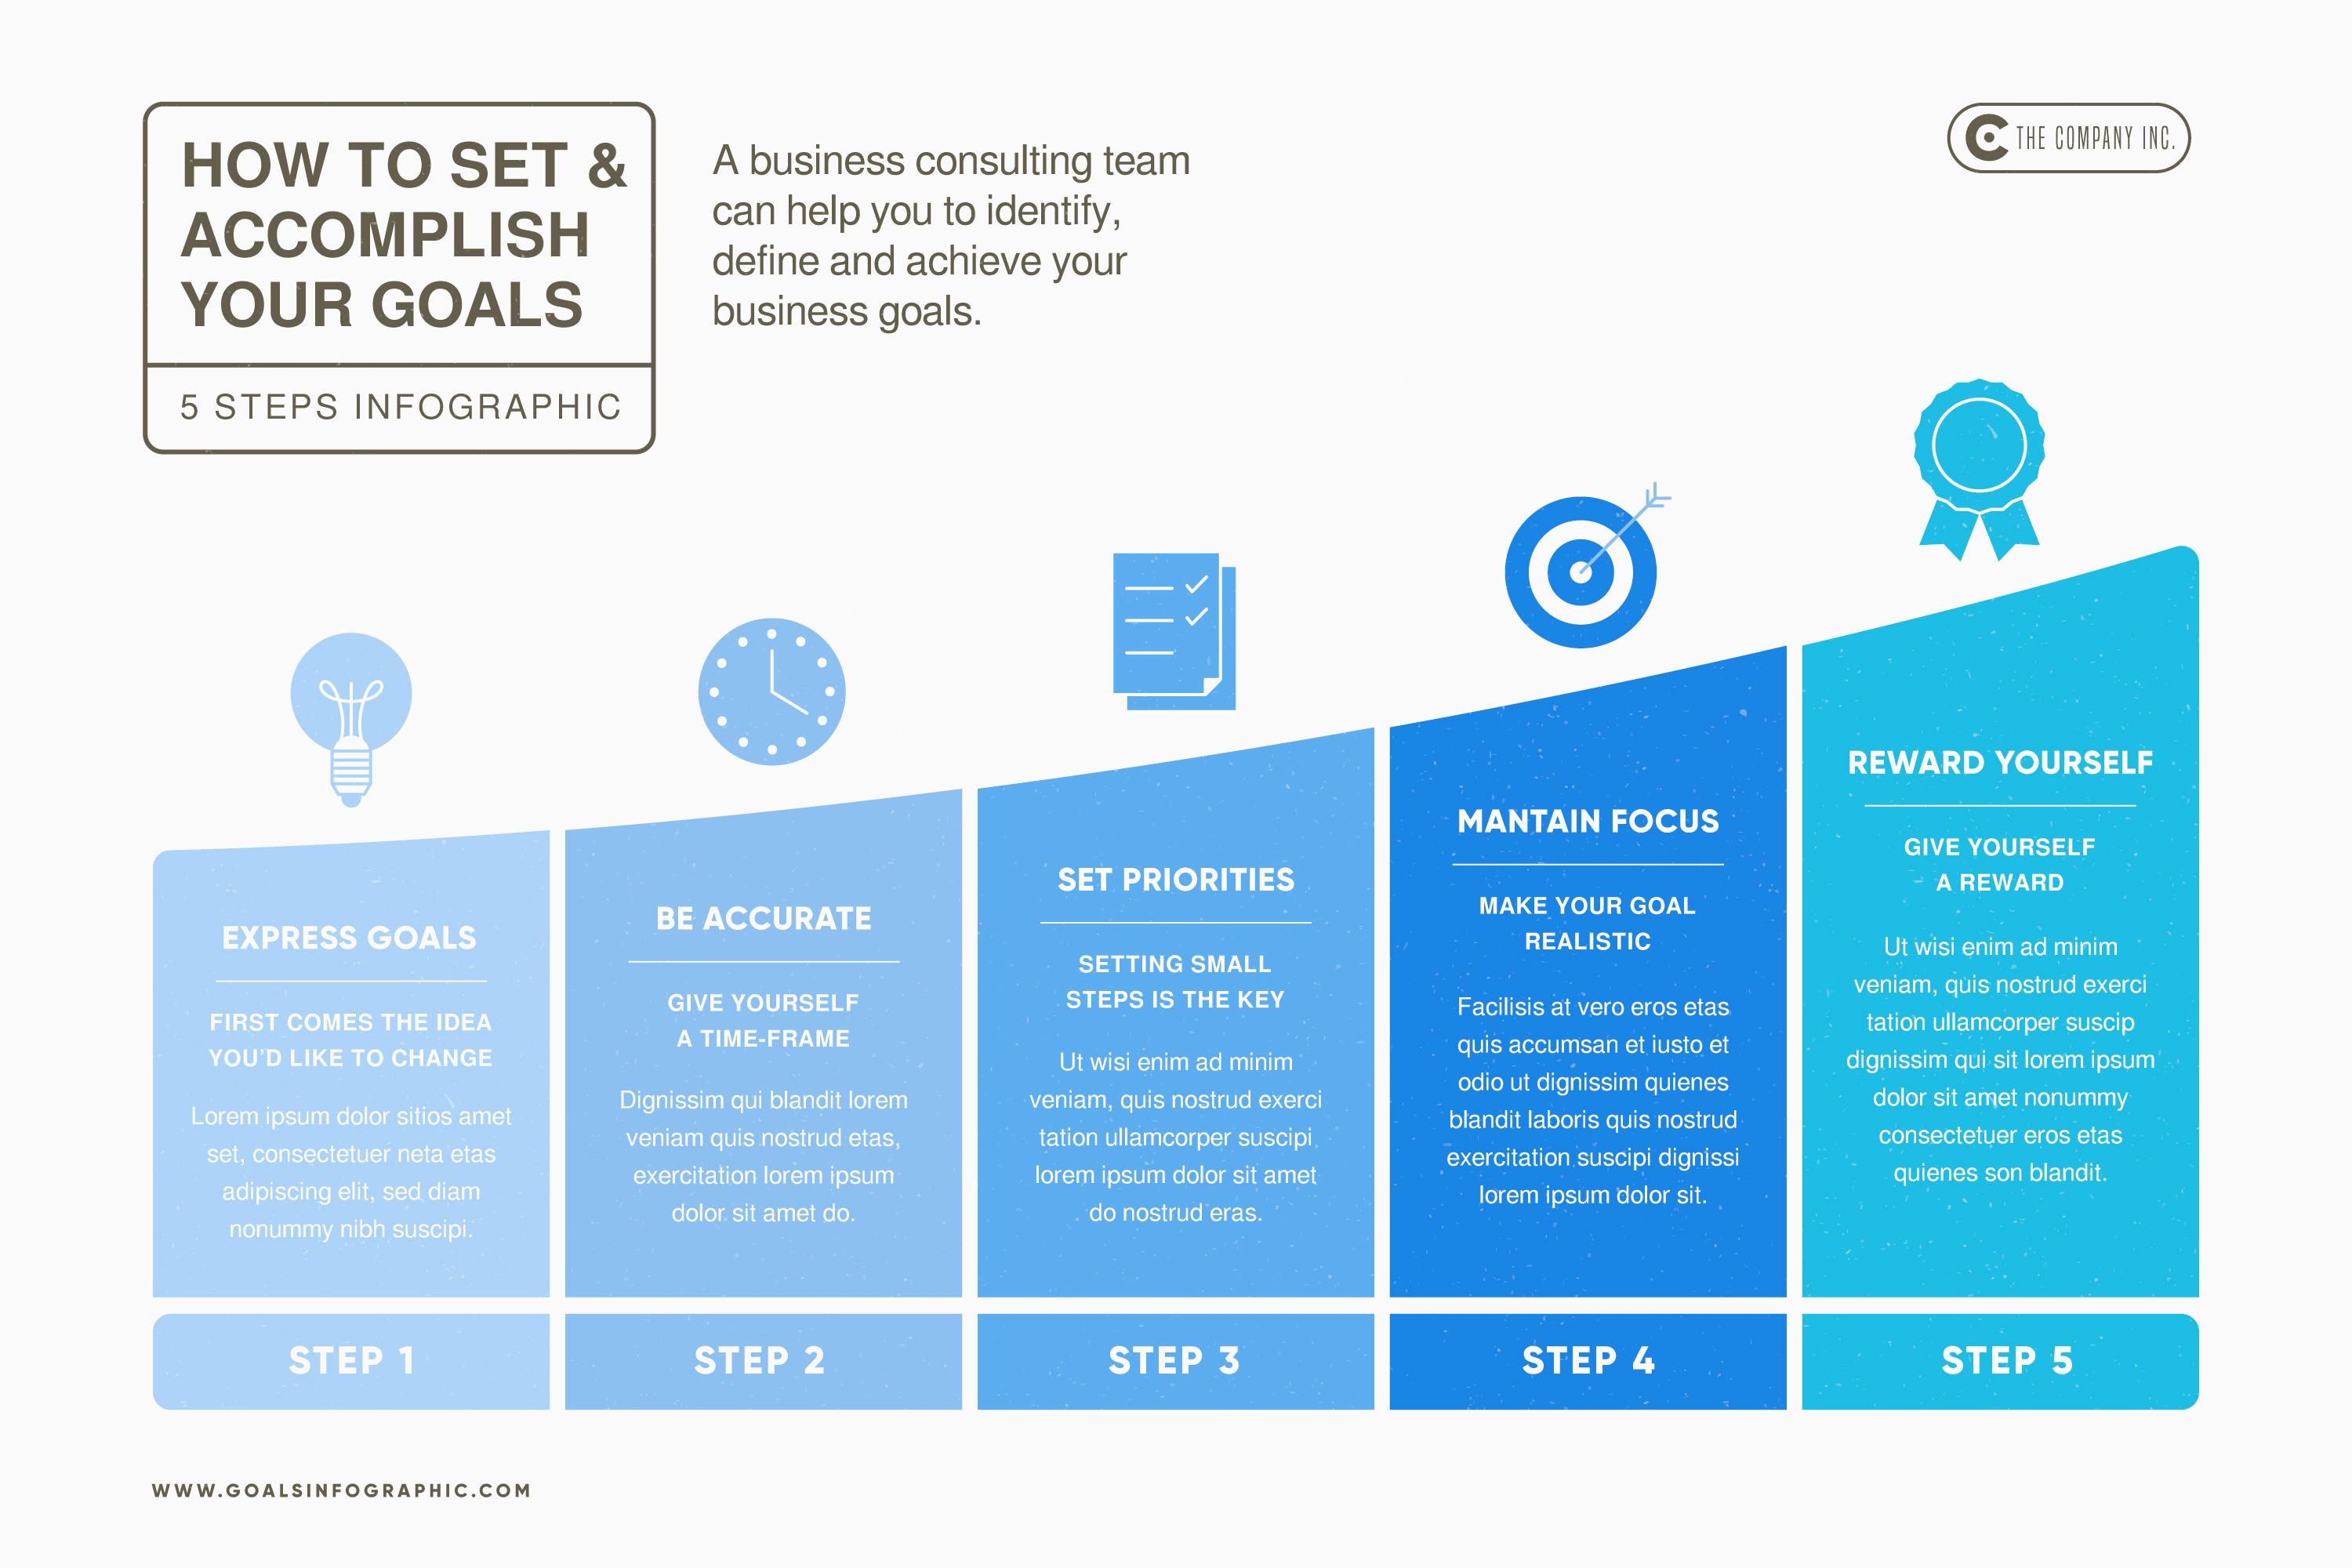 HOW TO SET &
ACCOMPLISH
YOUR GOALS
5 STEPS INFOGRAPHIC
A business consulting team
can help you to identify,
define and achieve your
business goals.
THE COMPANY INC.
EXPRESS GOALS
FIRST COMES THE IDEA
YOU'D LIKE TO CHANGE
Lorem ipsum dolor sitios amet
set, consectetuer neta etas
adipiscing elit, sed diam
nonummy nibh suscipi.
STEP 1
BE ACCURATE
GIVE YOURSELF
A TIME-FRAME
Dignissim qui blandit lorem
veniam quis nostrud etas,
exercitation lorem ipsum
dolor sit amet do.
STEP 2
SET PRIORITIES
SETTING SMALL
STEPS IS THE KEY
Ut wisi enim ad minim
veniam, quis nostrud exerci
tation ullamcorper suscipi
lorem ipsum dolor sit amet
do nostrud eras.
STEP 3
MANTAIN FOCUS
MAKE YOUR GOAL
REALISTIC
Facilisis at vero eros etas
quis accumsan et iusto et
odio ut dignissim quienes
blandit laboris quis nostrud
exercitation suscipi dignissi
lorem ipsum dolor sit.
STEP 4
REWARD YOURSELF
GIVE YOURSELF
A REWARD
Ut wisi enim ad minim
veniam, quis nostrud exerci
tation ullamcorper suscip
dignissim qui sit lorem ipsum
dolor sit amet nonummy
consectetuer eros etas
quienes son blandit.
STEP 5
WWW.GOALSINFOGRAPHIC.COM